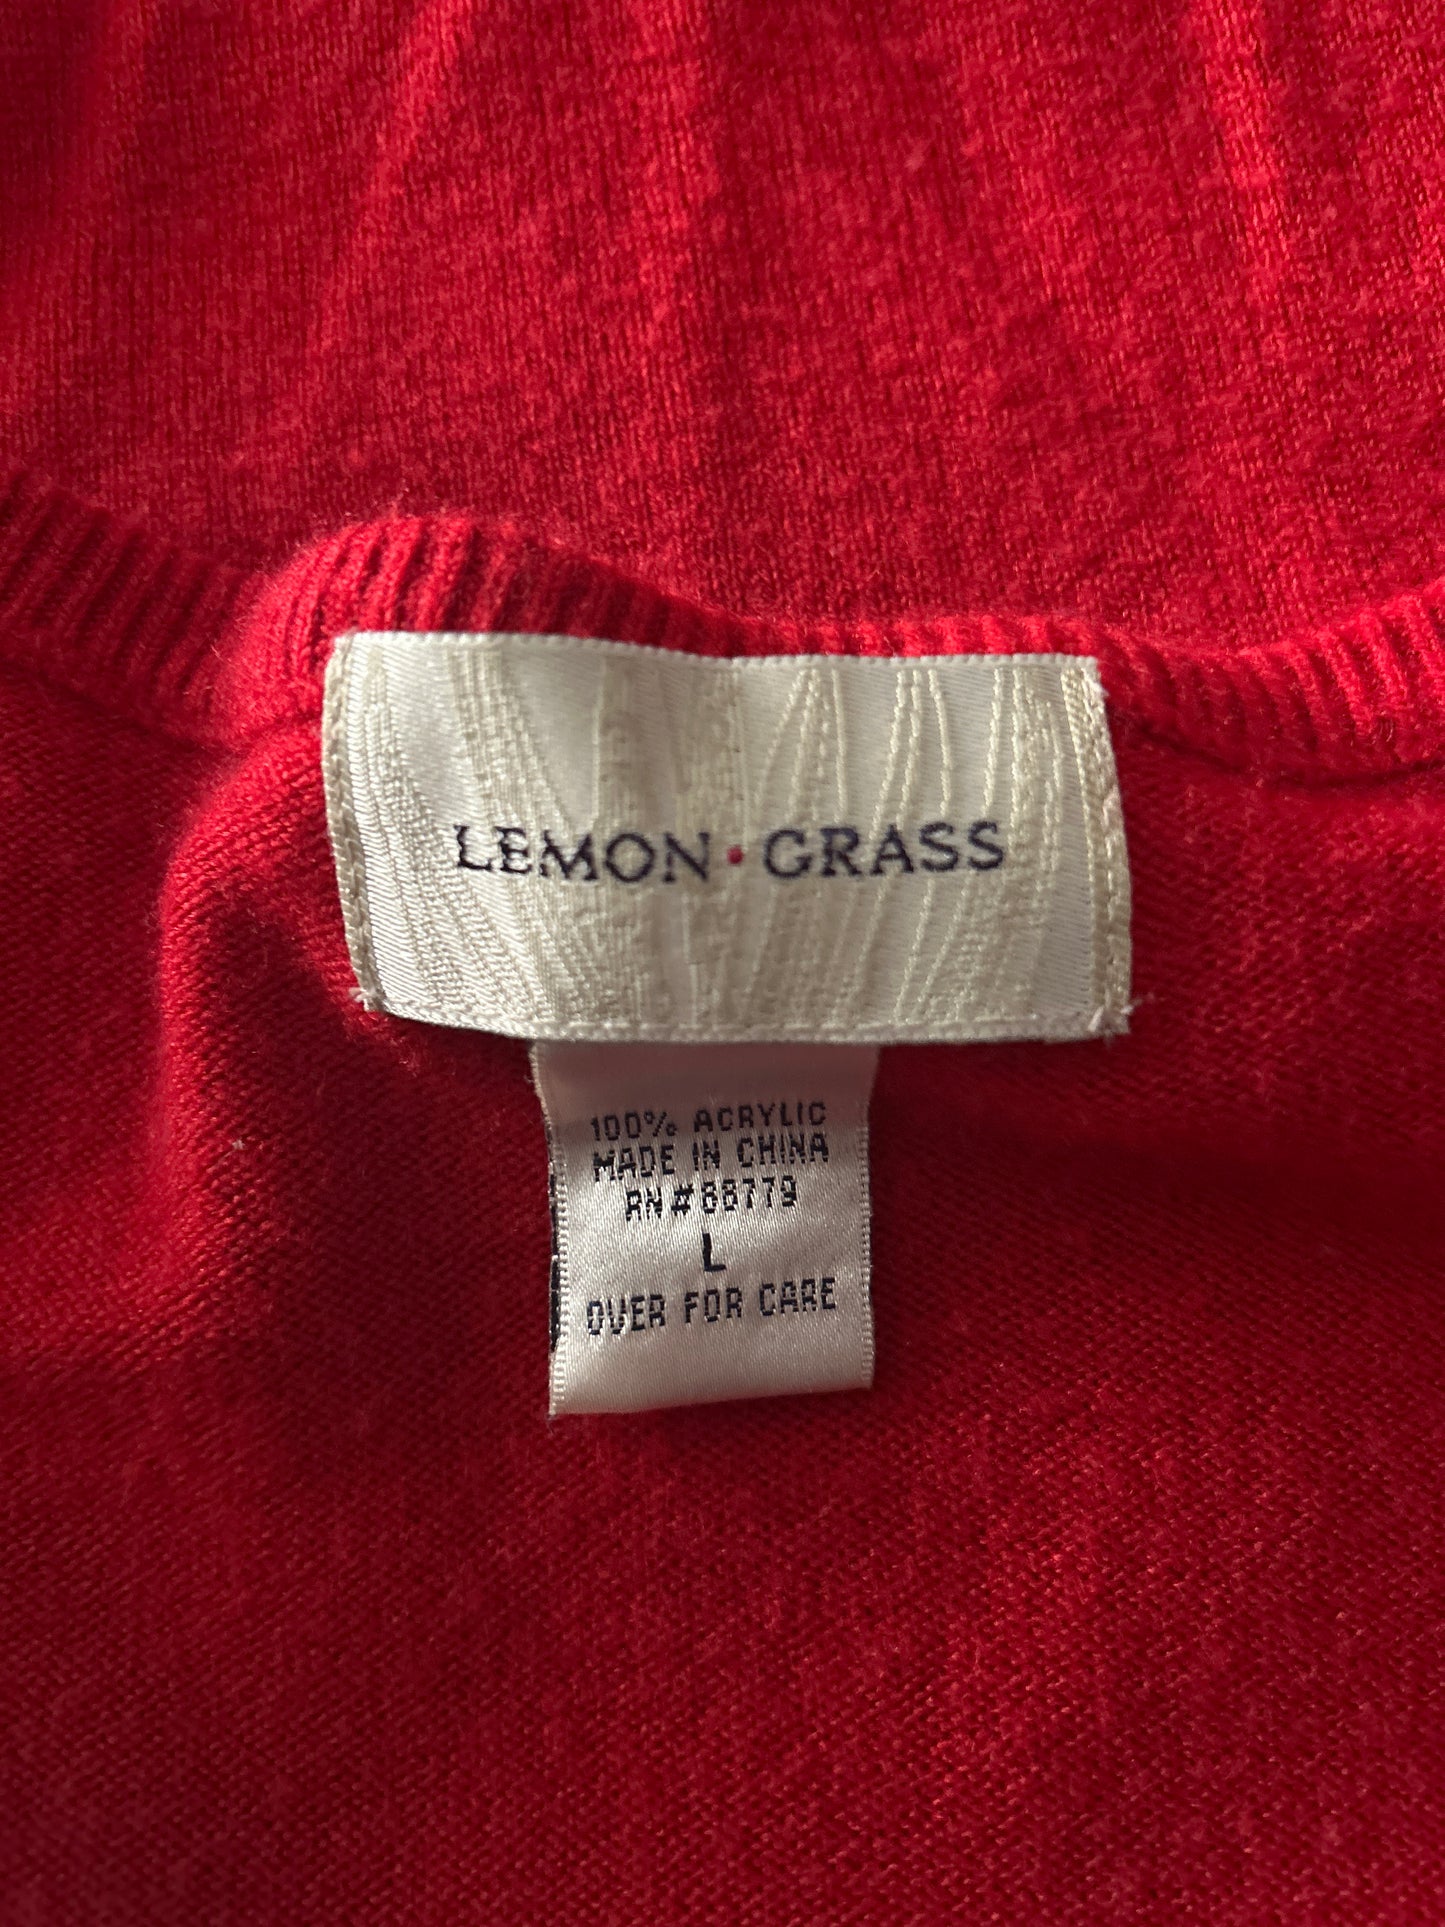 LEMON • GRASS
100% ACRYLIC
MADE IN CHINA
RN#88779
L
OVER FOR CARE